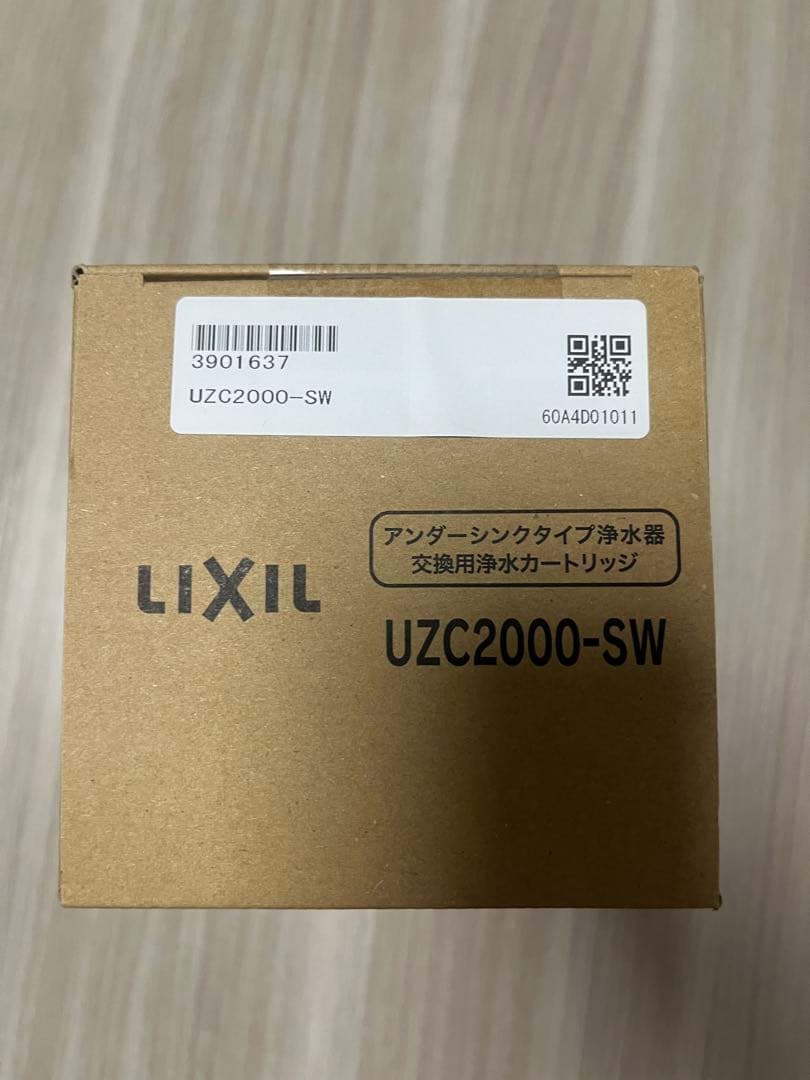 3901637
UZC2000-SW
60A4D01011
アンダーシンクタイプ浄水器
交換用浄水カートリッジ
LIXIL
UZC2000-SW